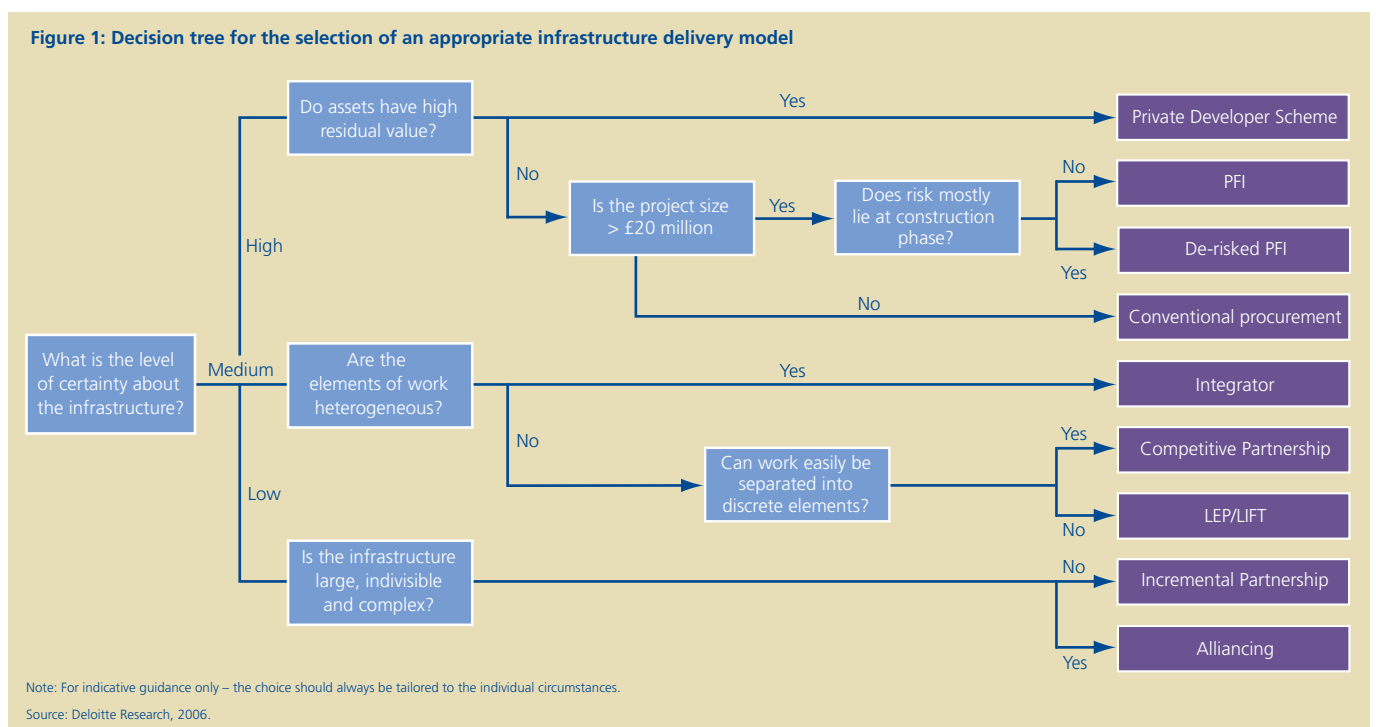 Figure 1: Decision tree for the selection of an appropriate infrastructure delivery model
Do assets have high
residual value?
Yes
Private Developer Scheme
No
Is the project size
> £20 million
Yes
Does risk mostly
lie at construction
phase?
No
PFI
Yes
De-risked PFI
No
Conventional procurement
High
What is the level
of certainty about
the infrastructure?
Medium
Are the
elements of work
heterogeneous?
Yes
Integrator
No
Can work easily be
separated into
discrete elements?
Yes
Competitive Partnership
No
LEP/LIFT
Low
Is the infrastructure
large, indivisible
and complex?
No
Incremental Partnership
Yes
Alliancing
Note: For indicative guidance only – the choice should always be tailored to the individual circumstances.
Source: Deloitte Research, 2006.